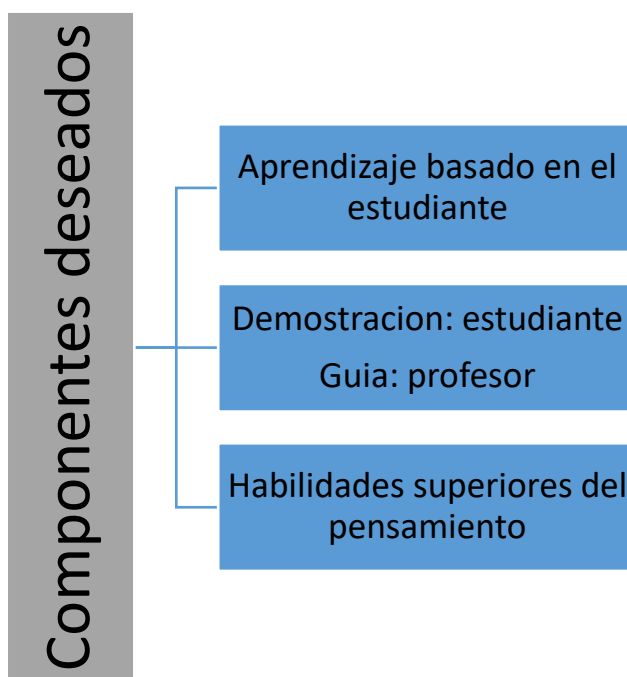 Componentes deseados
Aprendizaje basado en el
estudiante
Demostracion: estudiante
Guia: profesor
Habilidades superiores del
pensamiento